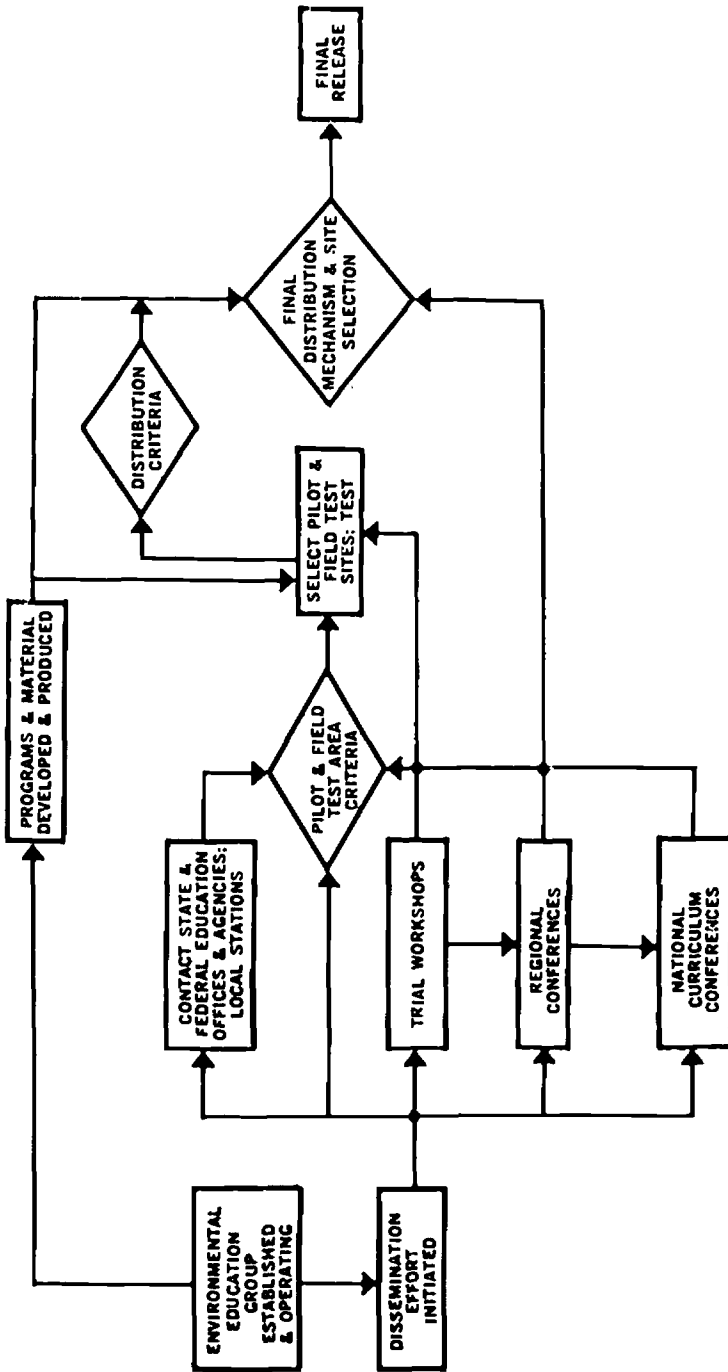 ENVIRONMENTAL
EDUCATION
GROUP
ESTABLISHED
& OPERATING
DISSEMINATION
EFFORT
INITIATED
PROGRAMS & MATERIAL
DEVELOPED & PRODUCED
CONTACT STATE &
FEDERAL EDUCATION
OFFICES & AGENCIES:
LOCAL STATIONS
TRIAL WORKSHOPS
REGIONAL
CONFERENCES
NATIONAL
CURRICULUM
CONFERENCES
PILOT & FIELD
TEST AREA
CRITERIA
SELECT PILOT &
FIELD TEST
SITES: TEST
DISTRIBUTION
CRITERIA
FINAL
DISTRIBUTION
MECHANISM & SITE
SELECTION
FINAL
RELEASE